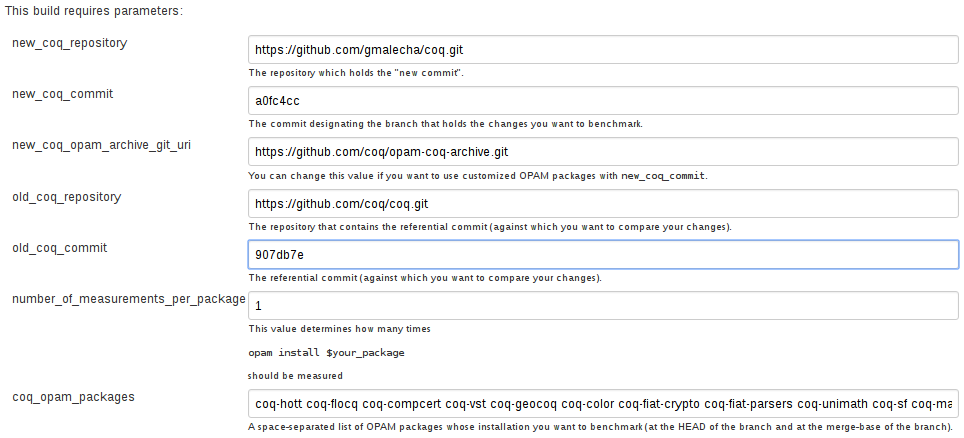 This build requires parameters:
new_coq_repository
https://github.com/gmalecha/coq.git
The repository which holds the "new commit".
new_coq_commit
a0fc4cc
The commit designating the branch that holds the changes you want to benchmark.
new_coq_opam_archive_git_uri
https://github.com/coq/opam-coq-archive.git
You can change this value if you want to use customized OPAM packages with new_coq_commit.
old_coq_repository
https://github.com/coq/coq.git
The repository that contains the referential commit (against which you want to compare your changes).
old_coq_commit
907db7e
The referential commit (against which you want to compare your changes).
number_of_measurements_per_package
1
This value determines how many times
opam install $your_package
should be measured
coq_opam_packages
coq-hott coq-flocq coq-compcert coq-vst coq-geocoq coq-color coq-fiat-crypto coq-fiat-parsers coq-unimath coq-sf coq-ma
A space-separated list of OPAM packages whose installation you want to benchmark (at the HEAD of the branch and at the merge-base of the branch).